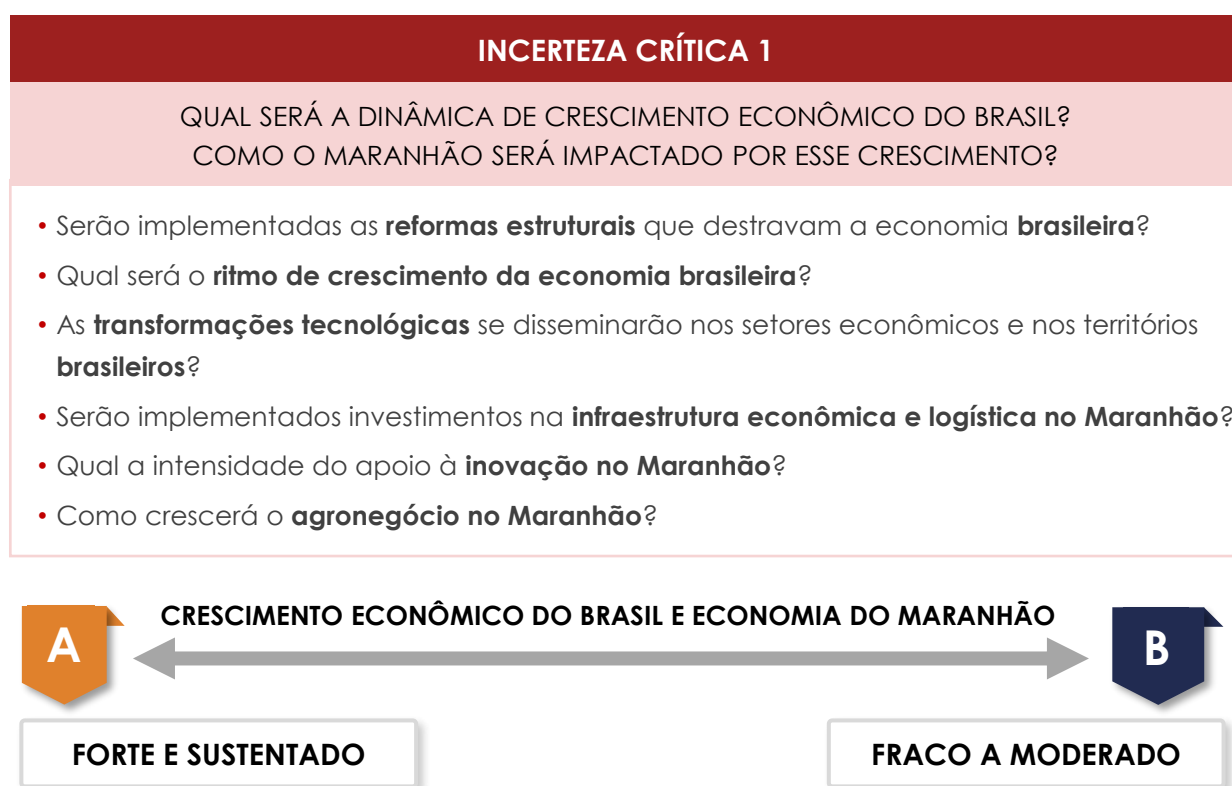 INCERTEZA CRÍTICA 1
QUAL SERÁ A DINÂMICA DE CRESCIMENTO ECONÔMICO DO BRASIL?
COMO O MARANHÃO SERÁ IMPACTADO POR ESSE CRESCIMENTO?
• Serão implementadas as reformas estruturais que destravam a economia brasileira?
• Qual será o ritmo de crescimento da economia brasileira?
• As transformações tecnológicas se disseminarão nos setores econômicos e nos territórios
brasileiros?
• Serão implementados investimentos na infraestrutura econômica e logística no Maranhão?
• Qual a intensidade do apoio à inovação no Maranhão?
• Como crescerá o agronegócio no Maranhão?
CRESCIMENTO ECONÔMICO DO BRASIL E ECONOMIA DO MARANHÃO
A
B
FORTE E SUSTENTADO
FRACO A MODERADO